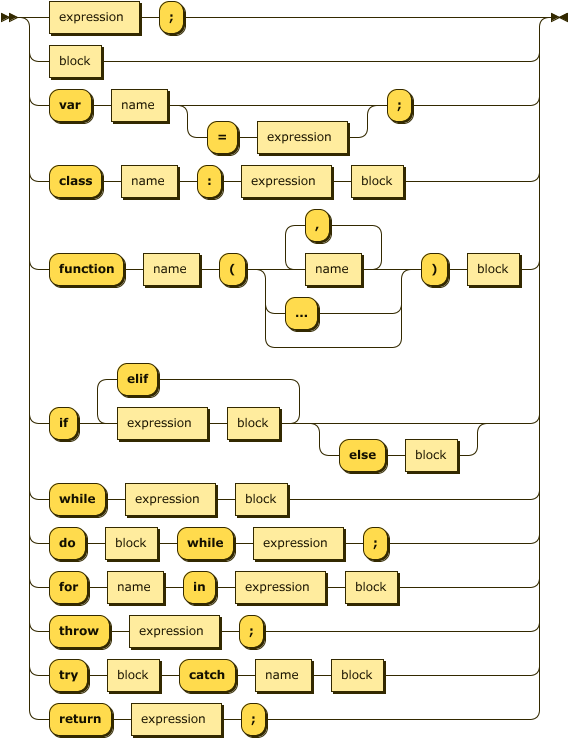 expression ;
block
var name ;
= expression
class name : expression block
,
function name ( name ) block
...
elif
if expression block
else block
while expression block
do block while expression ;
for name in expression block
throw expression ;
try block catch name block
return expression ;